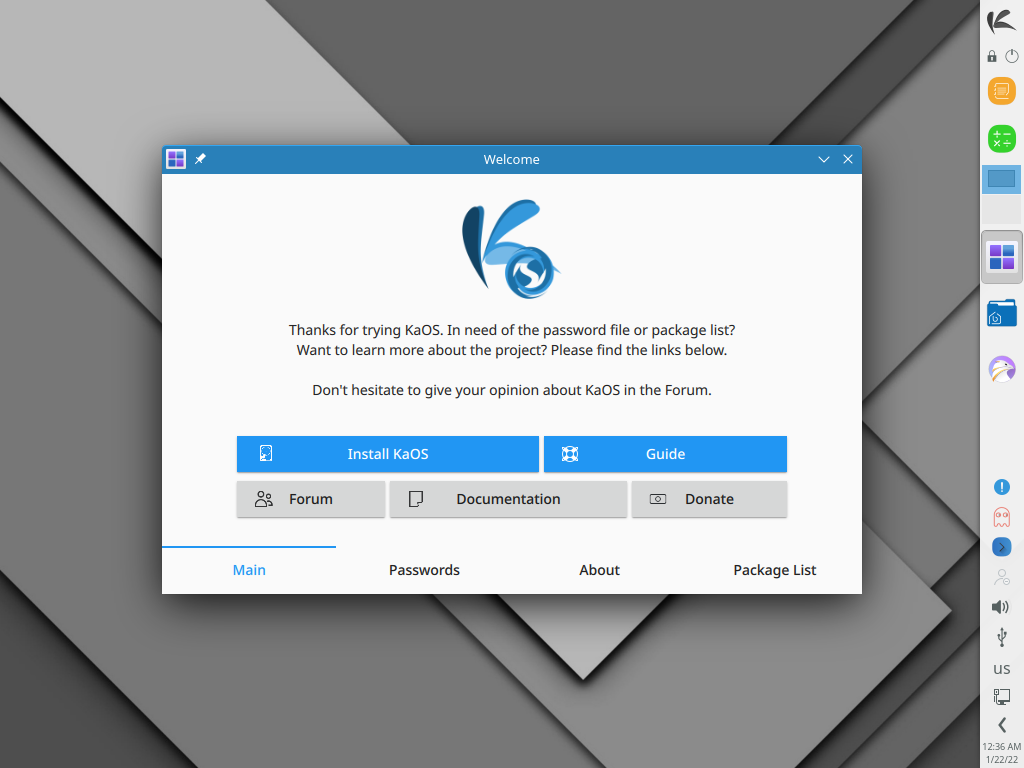 Welcome
Thanks for trying KaOS. In need of the password file or package list?
Want to learn more about the project? Please find the links below.
Don't hesitate to give your opinion about KaOS in the Forum.
Install KaOS
Guide
Forum
Documentation
Donate
Main
Passwords
About
Package List
us
12:36 AM
1/22/22